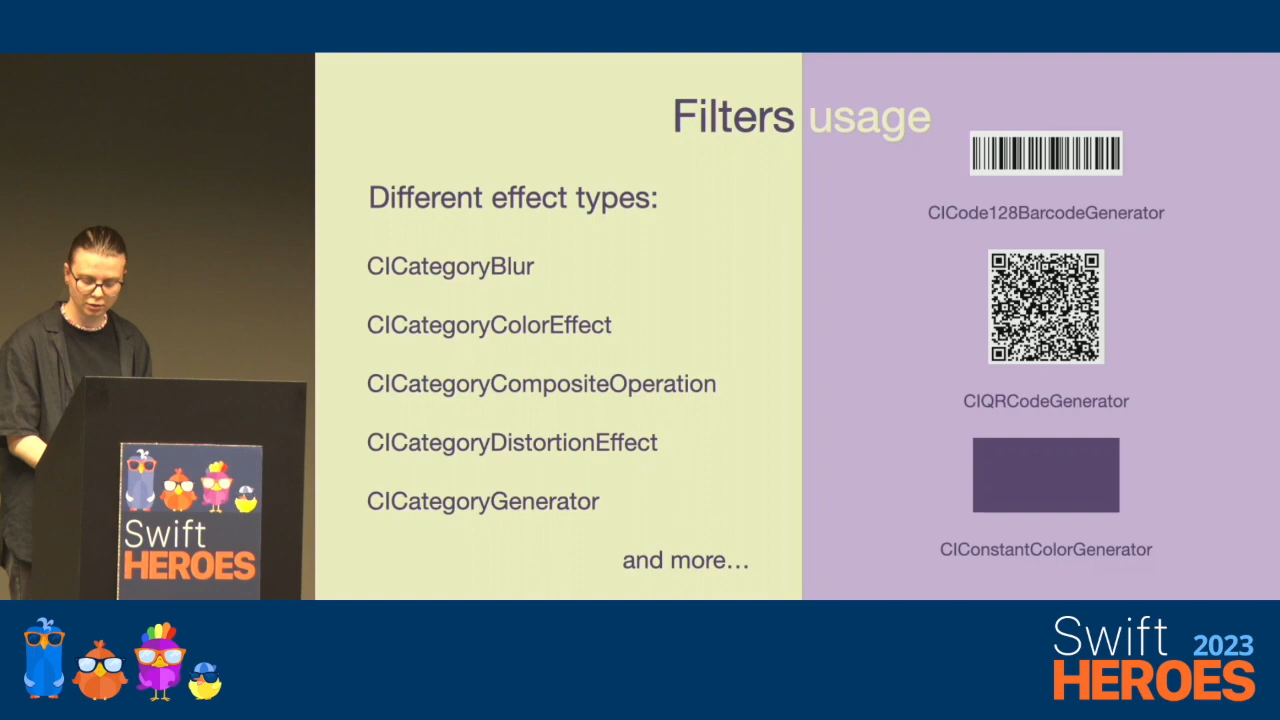 Filters usage
Different effect types:
CICategoryBlur
CICategoryColorEffect
CICategoryCompositeOperation
CICategoryDistortionEffect
CICategoryGenerator
and more...
CICode128BarcodeGenerator
CIQRCodeGenerator
CIConstantColorGenerator
Swift
HEROES
Swift 2023
HEROES